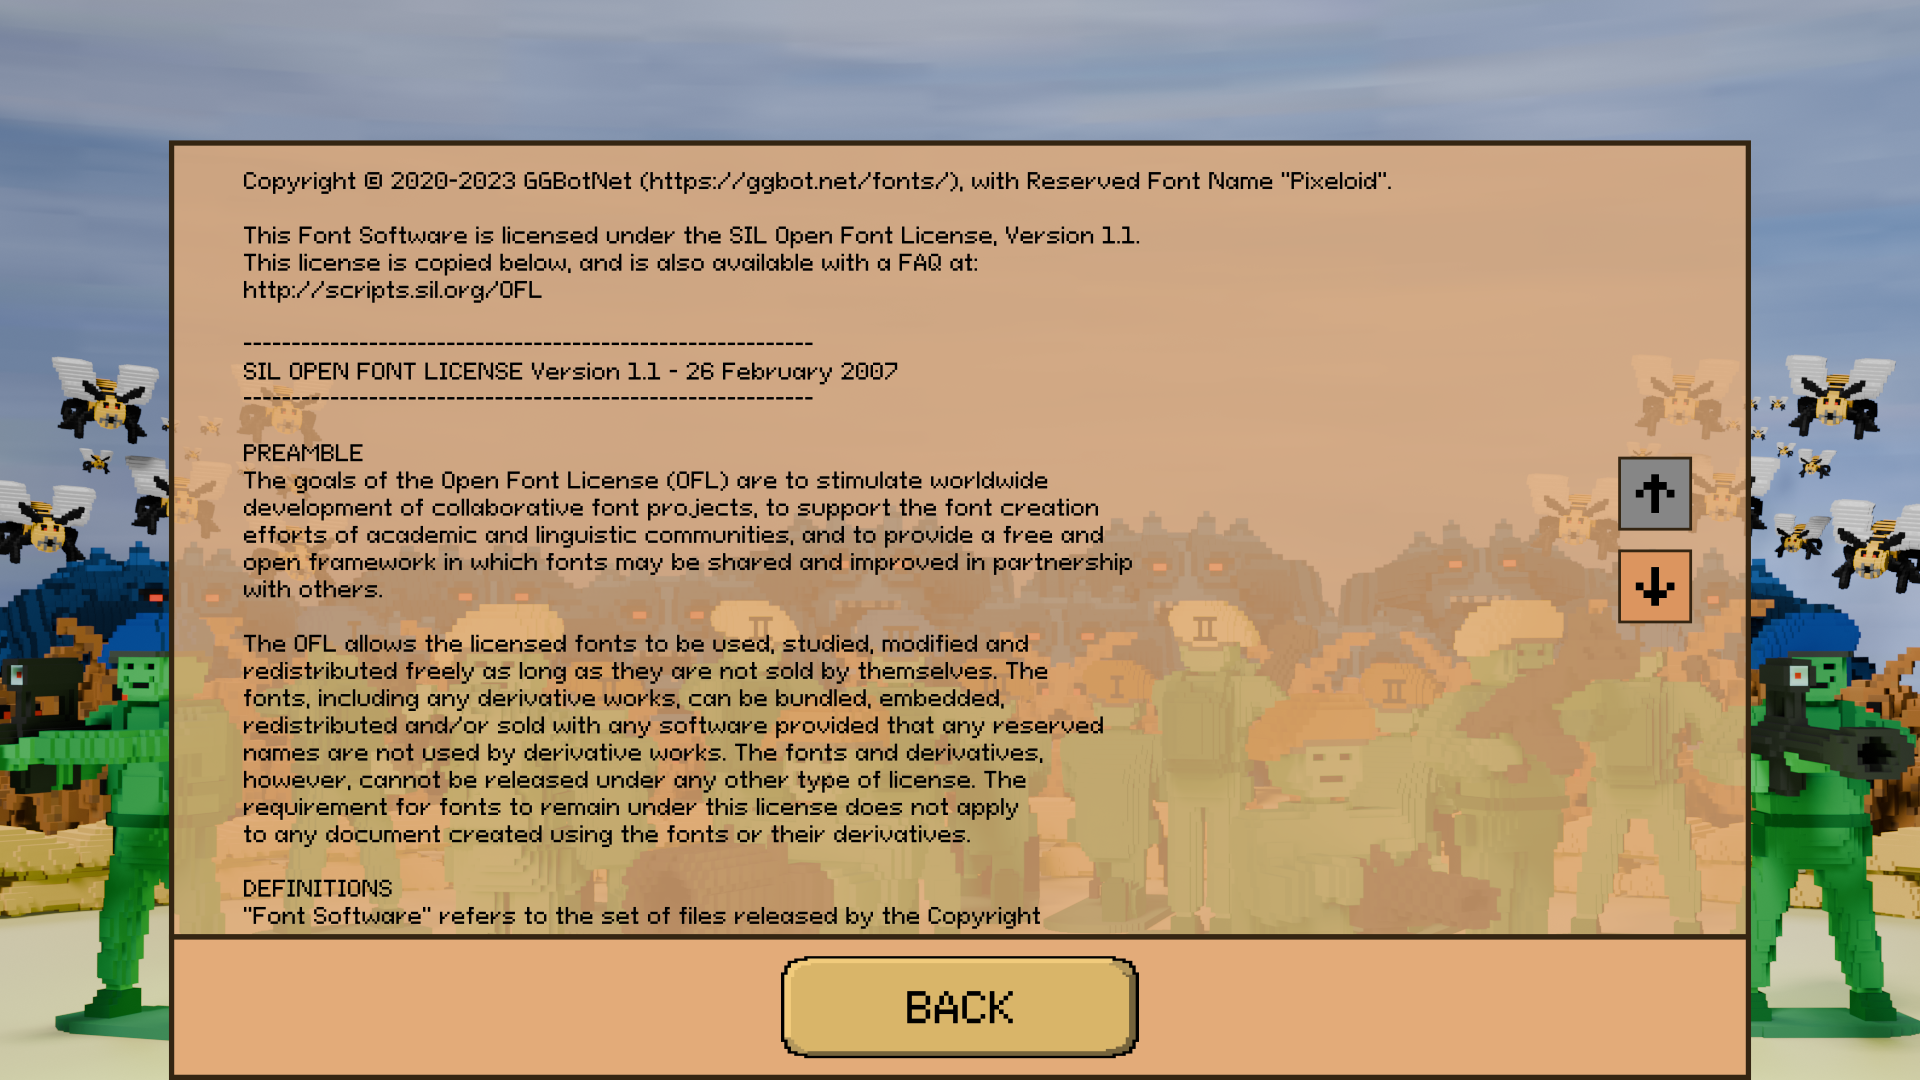 Copyright © 2020-2023 GGBotNet (https://ggbot.net/fonts/), with Reserved Font Name "Pixeloid".
This Font Software is licensed under the SIL Open Font License, Version 1.1.
This license is copied below, and is also available with a FAQ at:
http://scripts.sil.org/OFL
-----------------------------------------------------------
SIL OPEN FONT LICENSE Version 1.1 - 26 February 2007
-----------------------------------------------------------
PREAMBLE
The goals of the Open Font License (OFL) are to stimulate worldwide
development of collaborative font projects, to support the font creation
efforts of academic and linguistic communities, and to provide a free and
open framework in which fonts may be shared and improved in partnership
with others.
The OFL allows the licensed fonts to be used, studied, modified and
redistributed freely as long as they are not sold by themselves. The
fonts, including any derivative works, can be bundled, embedded,
redistributed and/or sold with any software provided that any reserved
names are not used by derivative works. The fonts and derivatives,
however, cannot be released under any other type of license. The
requirement for fonts to remain under this license does not apply
to any document created using the fonts or their derivatives.
DEFINITIONS
"Font Software" refers to the set of files released by the Copyright
II
II
I
II
BACK